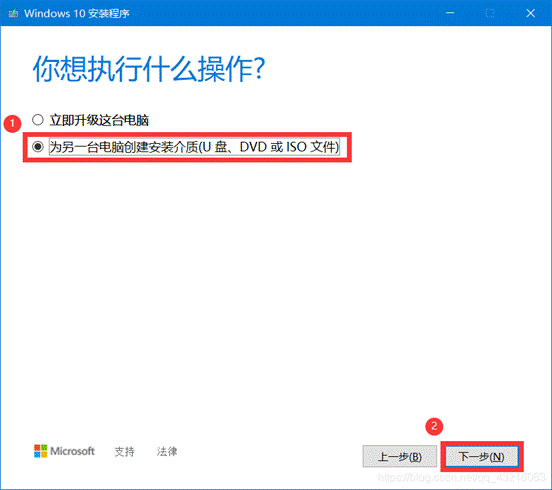 Windows 10 安装程序
你想执行什么操作?
立即升级这台电脑
1
为另一台电脑创建安装介质(U 盘、DVD 或 ISO 文件)
2
Microsoft 支持 法律 上一步(B) 下一步(N)
https://blog.csdn.net/qq_43216053